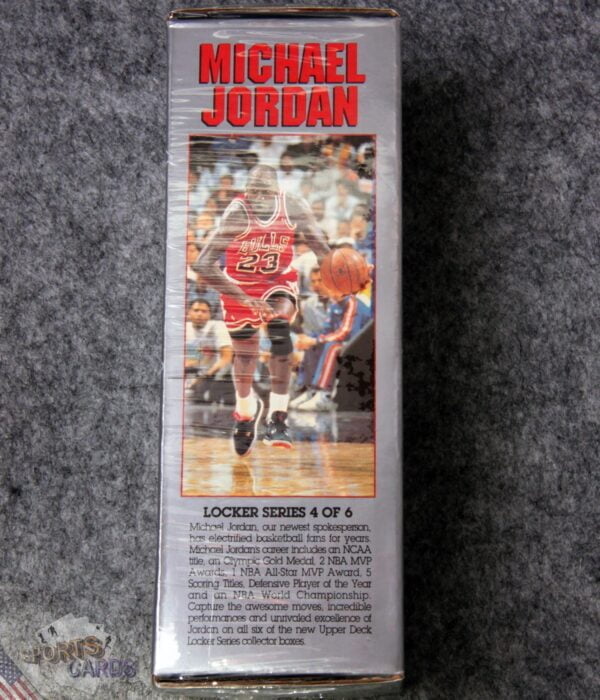 MICHAEL
JORDAN
BULLS
23
LOCKER SERIES 4 OF 6
Michael Jordan, our newest spokesperson,
has electrified basketball fans for years.
Michael Jordan's career includes an NCAA
title, an Olympic Gold Medal, 2 NBA MVP
Awards, 1 NBA All-Star MVP Award, 5
Scoring Titles, Defensive Player of the Year
and an NBA World Championship.
Capture the awesome moves, incredible
performances and unrivaled excellence of
Jordan on all six of the new Upper Deck
Locker Series collector boxes.
SPORTS
CARDS